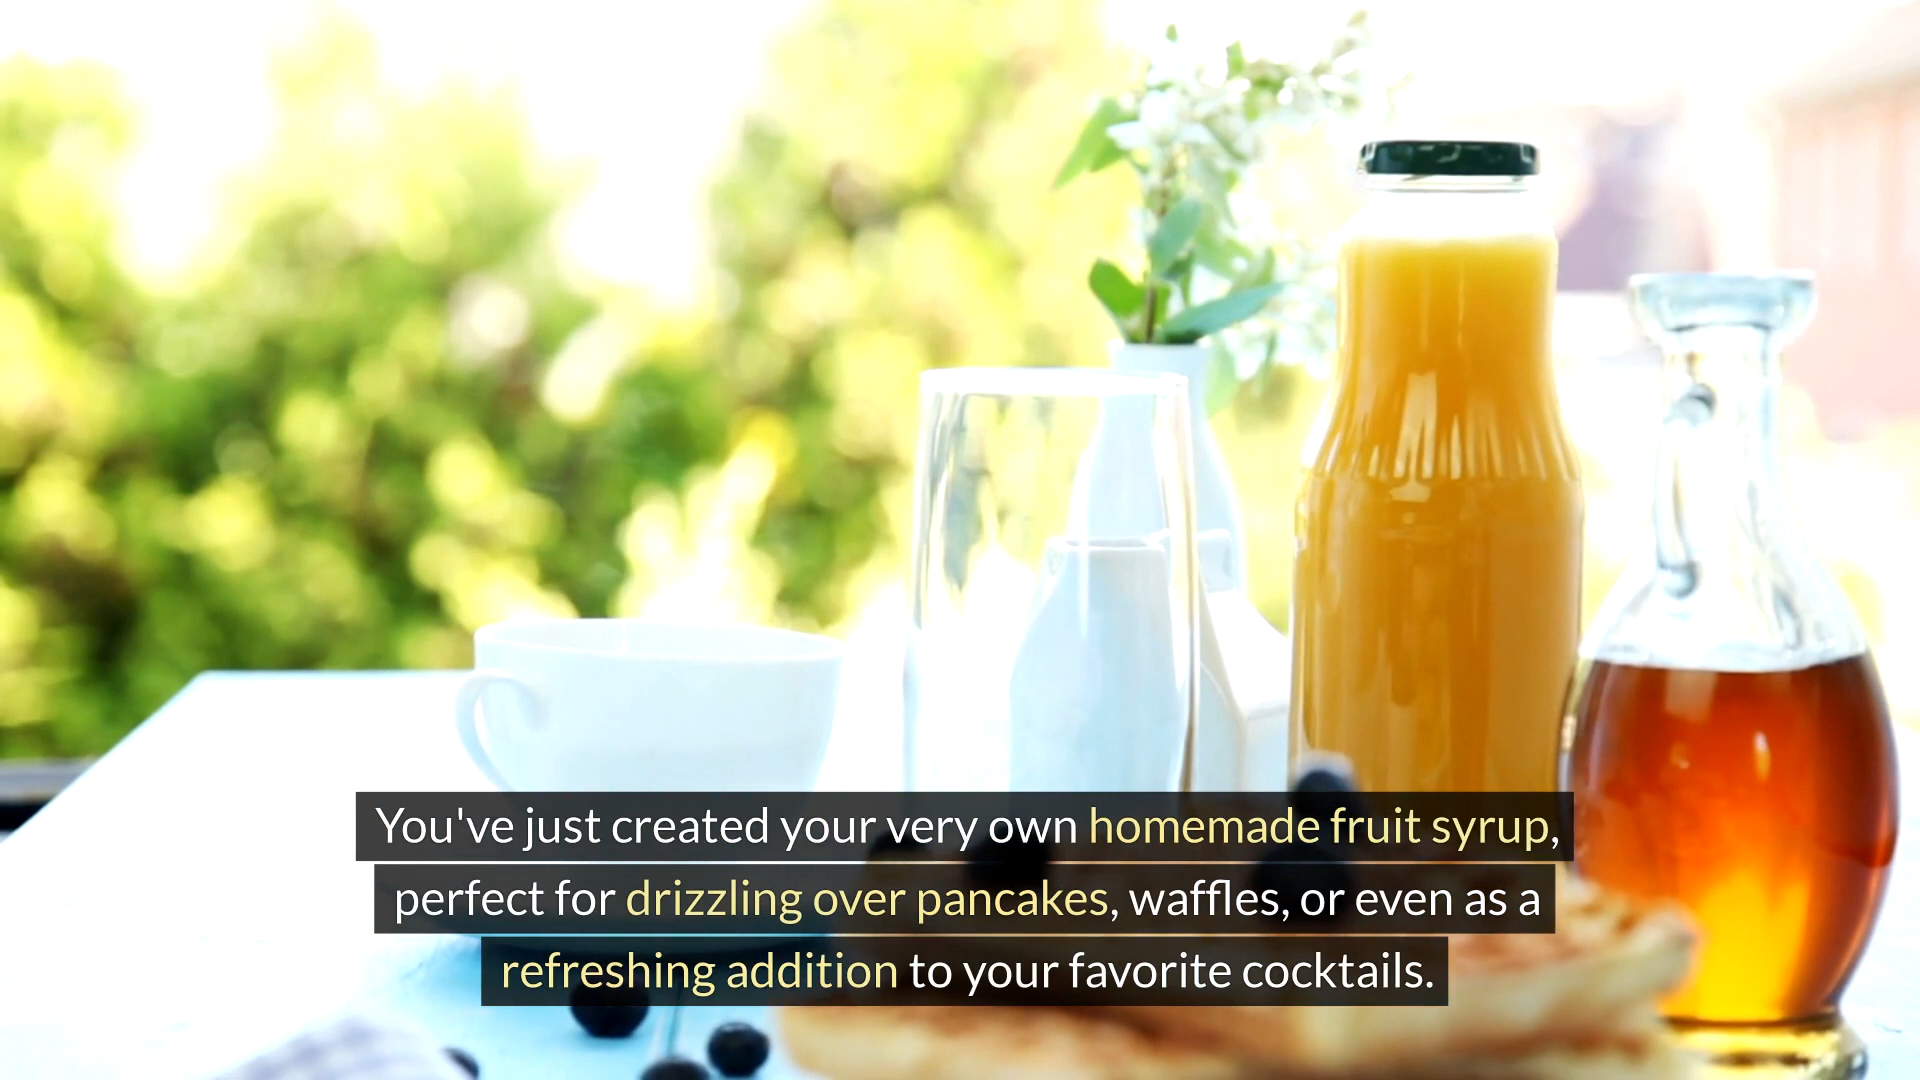 You've just created your very own homemade fruit syrup,
perfect for drizzling over pancakes, waffles, or even as a
refreshing addition to your favorite cocktails.